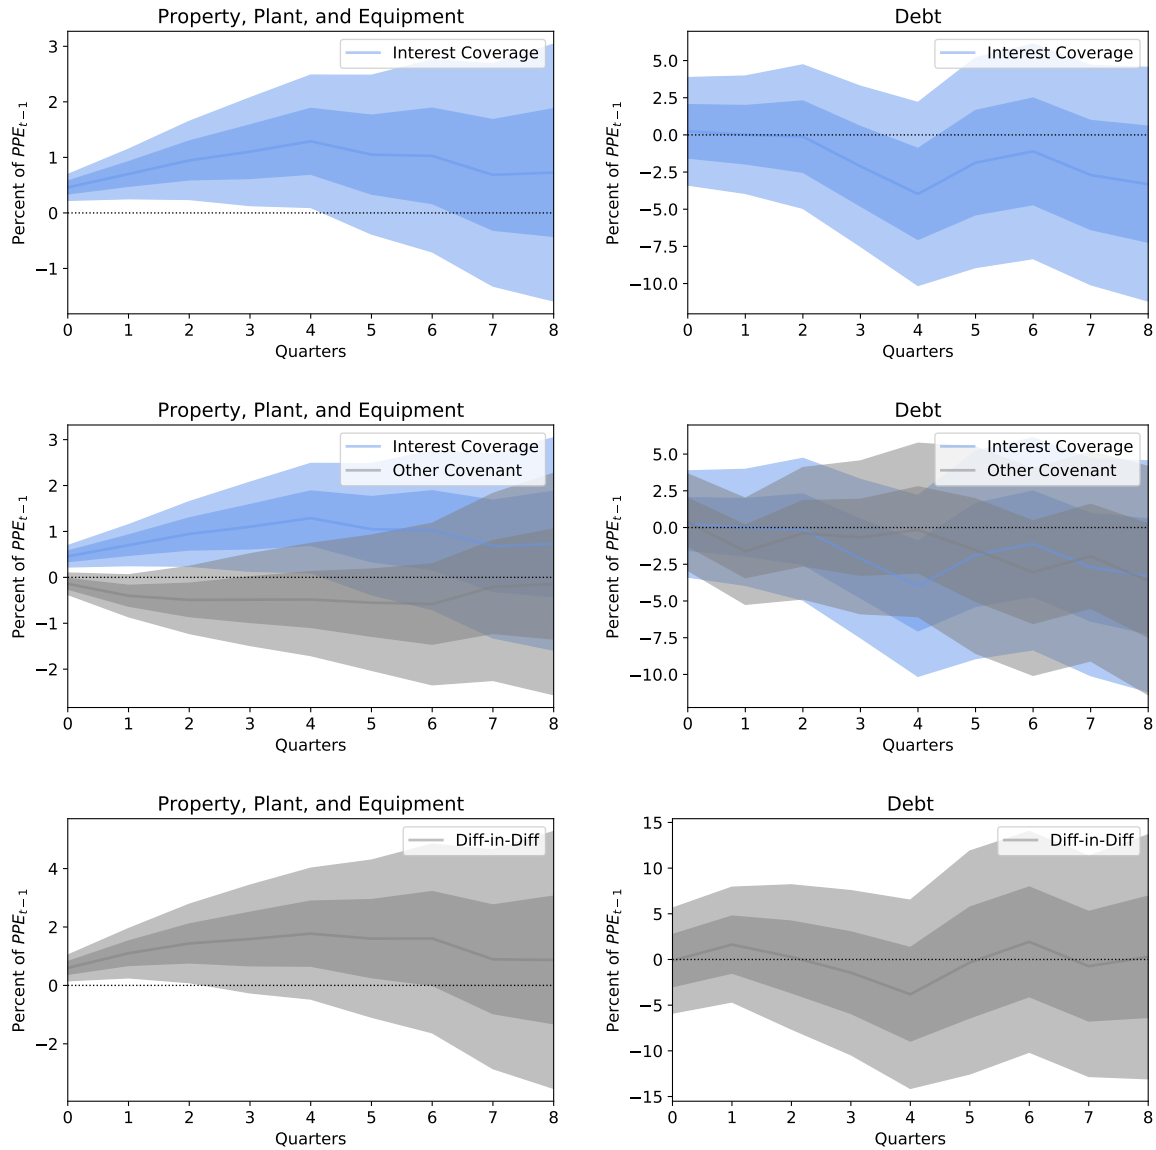 Property, Plant, and Equipment
Interest Coverage
Percent of PPE_{t−1}
3
2
1
0
−1
0 1 2 3 4 5 6 7 8
Quarters
Debt
Interest Coverage
Percent of PPE_{t−1}
5.0
2.5
0.0
−2.5
−5.0
−7.5
−10.0
0 1 2 3 4 5 6 7 8
Quarters
Property, Plant, and Equipment
Interest Coverage
Other Covenant
Percent of PPE_{t−1}
3
2
1
0
−1
−2
0 1 2 3 4 5 6 7 8
Quarters
Debt
Interest Coverage
Other Covenant
Percent of PPE_{t−1}
5.0
2.5
0.0
−2.5
−5.0
−7.5
−10.0
0 1 2 3 4 5 6 7 8
Quarters
Property, Plant, and Equipment
Diff-in-Diff
Percent of PPE_{t−1}
4
2
0
−2
0 1 2 3 4 5 6 7 8
Quarters
Debt
Diff-in-Diff
Percent of PPE_{t−1}
15
10
5
0
−5
−10
−15
0 1 2 3 4 5 6 7 8
Quarters